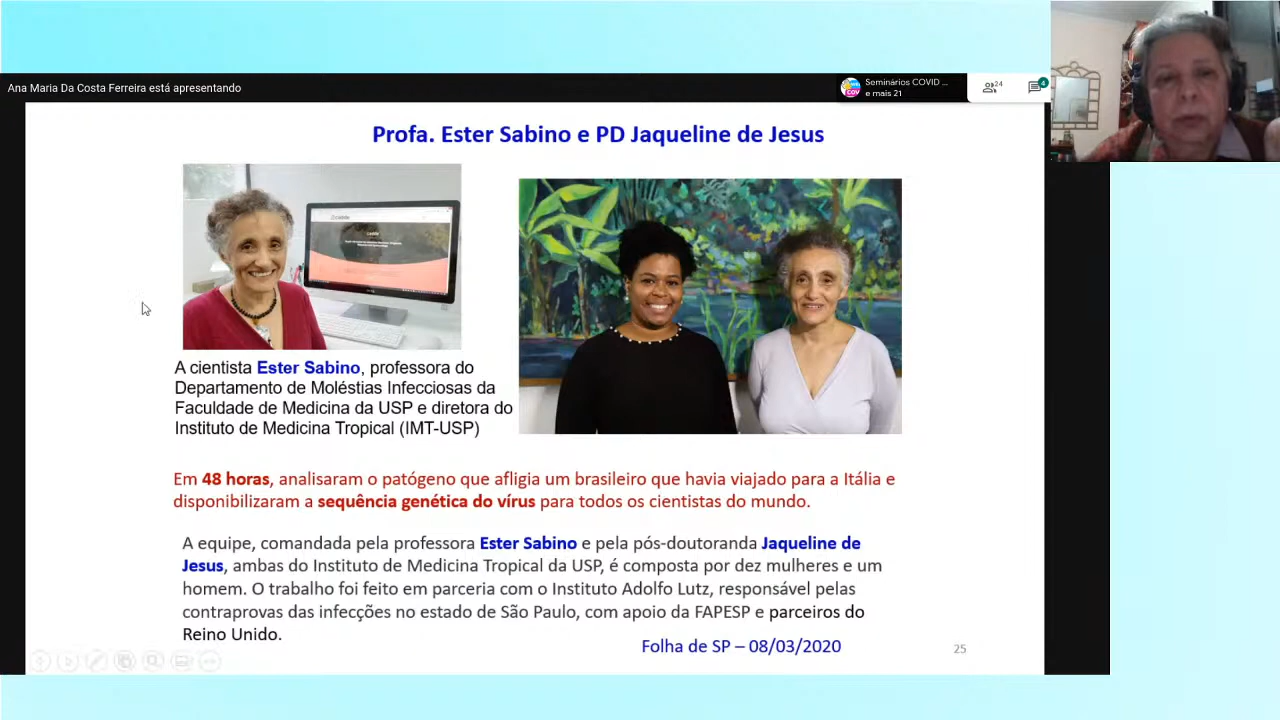 Ana Maria Da Costa Ferreira está apresentando
Seminários COVID ...
e mais 21
24
4
Profa. Ester Sabino e PD Jaqueline de Jesus
A cientista Ester Sabino, professora do
Departamento de Moléstias Infecciosas da
Faculdade de Medicina da USP e diretora do
Instituto de Medicina Tropical (IMT-USP)
Em 48 horas, analisaram o patógeno que afligia um brasileiro que havia viajado para a Itália e
disponibilizaram a sequência genética do vírus para todos os cientistas do mundo.
A equipe, comandada pela professora Ester Sabino e pela pós-doutoranda Jaqueline de
Jesus, ambas do Instituto de Medicina Tropical da USP, é composta por dez mulheres e um
homem. O trabalho foi feito em parceria com o Instituto Adolfo Lutz, responsável pelas
contraprovas das infecções no estado de São Paulo, com apoio da FAPESP e parceiros do
Reino Unido.
Folha de SP – 08/03/2020
25